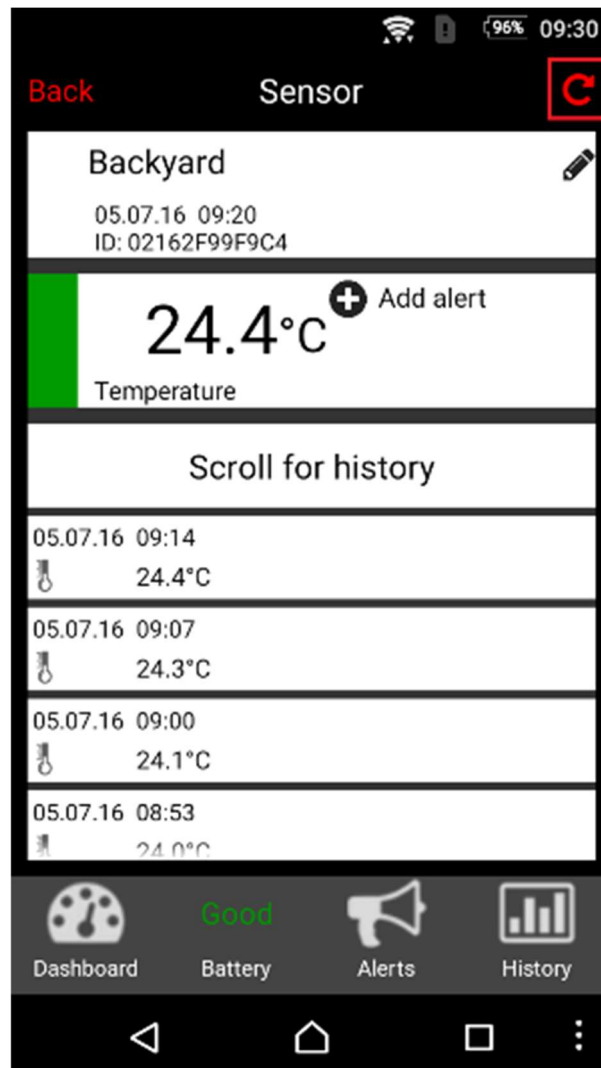 96% 09:30
Back Sensor
Backyard
05.07.16 09:20
ID: 02162F99F9C4
24.4°C
Add alert
Temperature
Scroll for history
05.07.16 09:14
24.4°C
05.07.16 09:07
24.3°C
05.07.16 09:00
24.1°C
05.07.16 08:53
24.0°C
Good
Dashboard Battery Alerts History